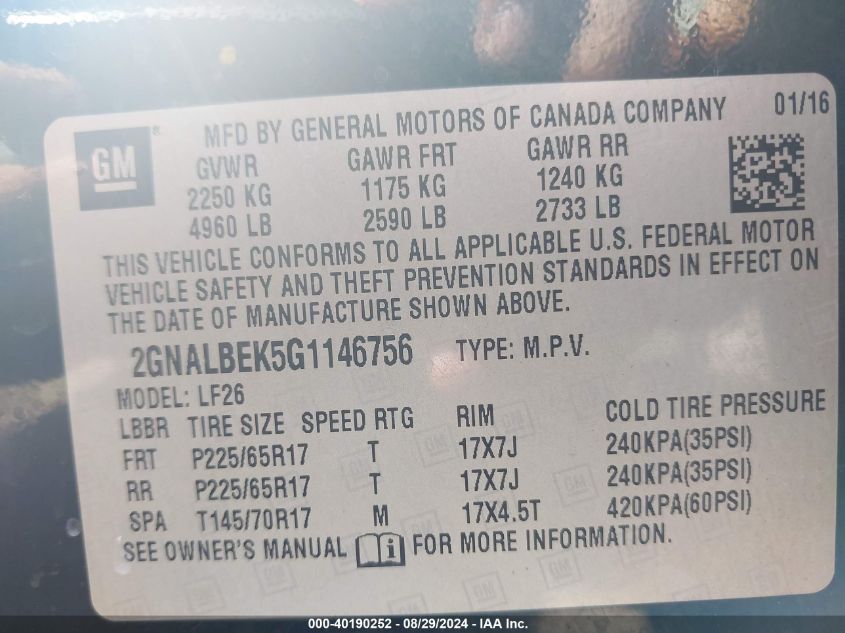 MFD BY GENERAL MOTORS OF CANADA COMPANY 01/16
GM ®
GVWR GAWR FRT GAWR RR
2250 KG 1175 KG 1240 KG
4960 LB 2590 LB 2733 LB
THIS VEHICLE CONFORMS TO ALL APPLICABLE U.S. FEDERAL MOTOR
VEHICLE SAFETY AND THEFT PREVENTION STANDARDS IN EFFECT ON
THE DATE OF MANUFACTURE SHOWN ABOVE.
2GNALBEK5G1146756 TYPE: M.P.V.
MODEL: LF26
LBBR TIRE SIZE SPEED RTG RIM COLD TIRE PRESSURE
FRT P225/65R17 T 17X7J 240KPA(35PSI)
RR P225/65R17 T 17X7J 240KPA(35PSI)
SPA T145/70R17 M 17X4.5T 420KPA(60PSI)
SEE OWNER'S MANUAL i FOR MORE INFORMATION.
000-40190252 - 08/29/2024 - IAA Inc.